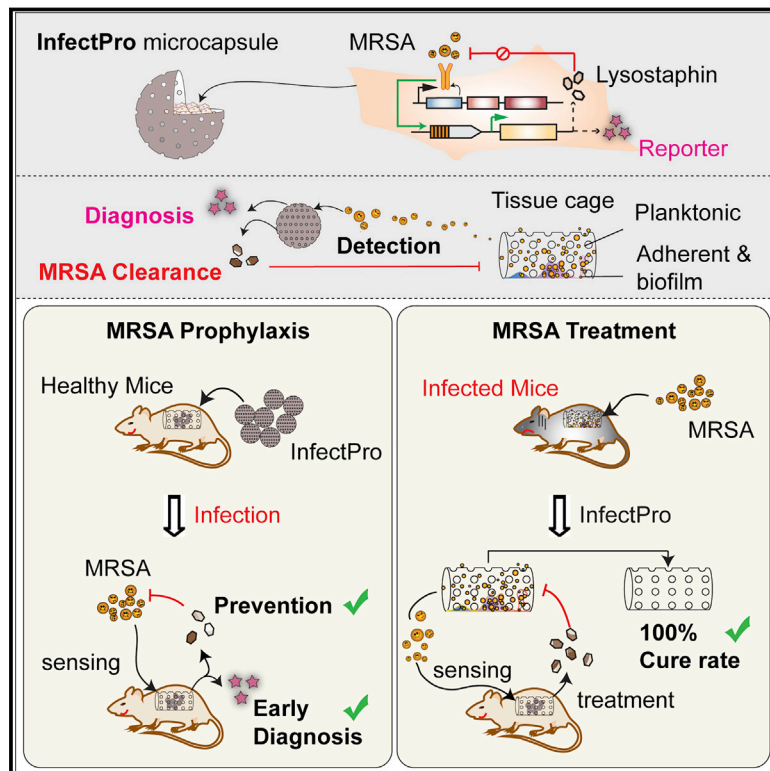 InfectPro microcapsule
MRSA
Lysostaphin
Reporter
Diagnosis
MRSA Clearance
Detection
Tissue cage
Planktonic
Adherent &
biofilm
MRSA Prophylaxis
Healthy Mice
InfectPro
Infection
MRSA
Prevention
sensing
Early
Diagnosis
MRSA Treatment
Infected Mice
MRSA
InfectPro
100%
Cure rate
sensing
treatment